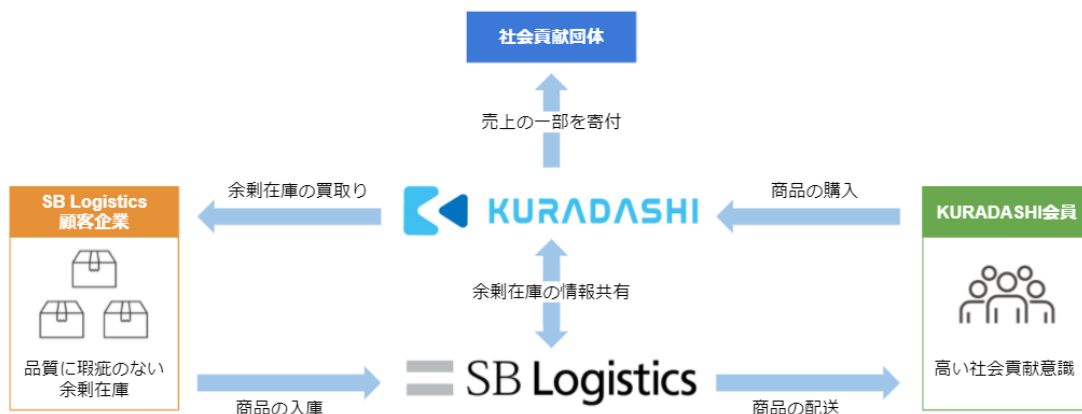 社会貢献団体
売上の一部を寄付
余剰在庫の買取り
商品の購入
SB Logistics
顧客企業
KURADASHI
KURADASHI会員
余剰在庫の情報共有
品質に瑕疵のない
余剰在庫
SB Logistics
高い社会貢献意識
商品の入庫
商品の配送